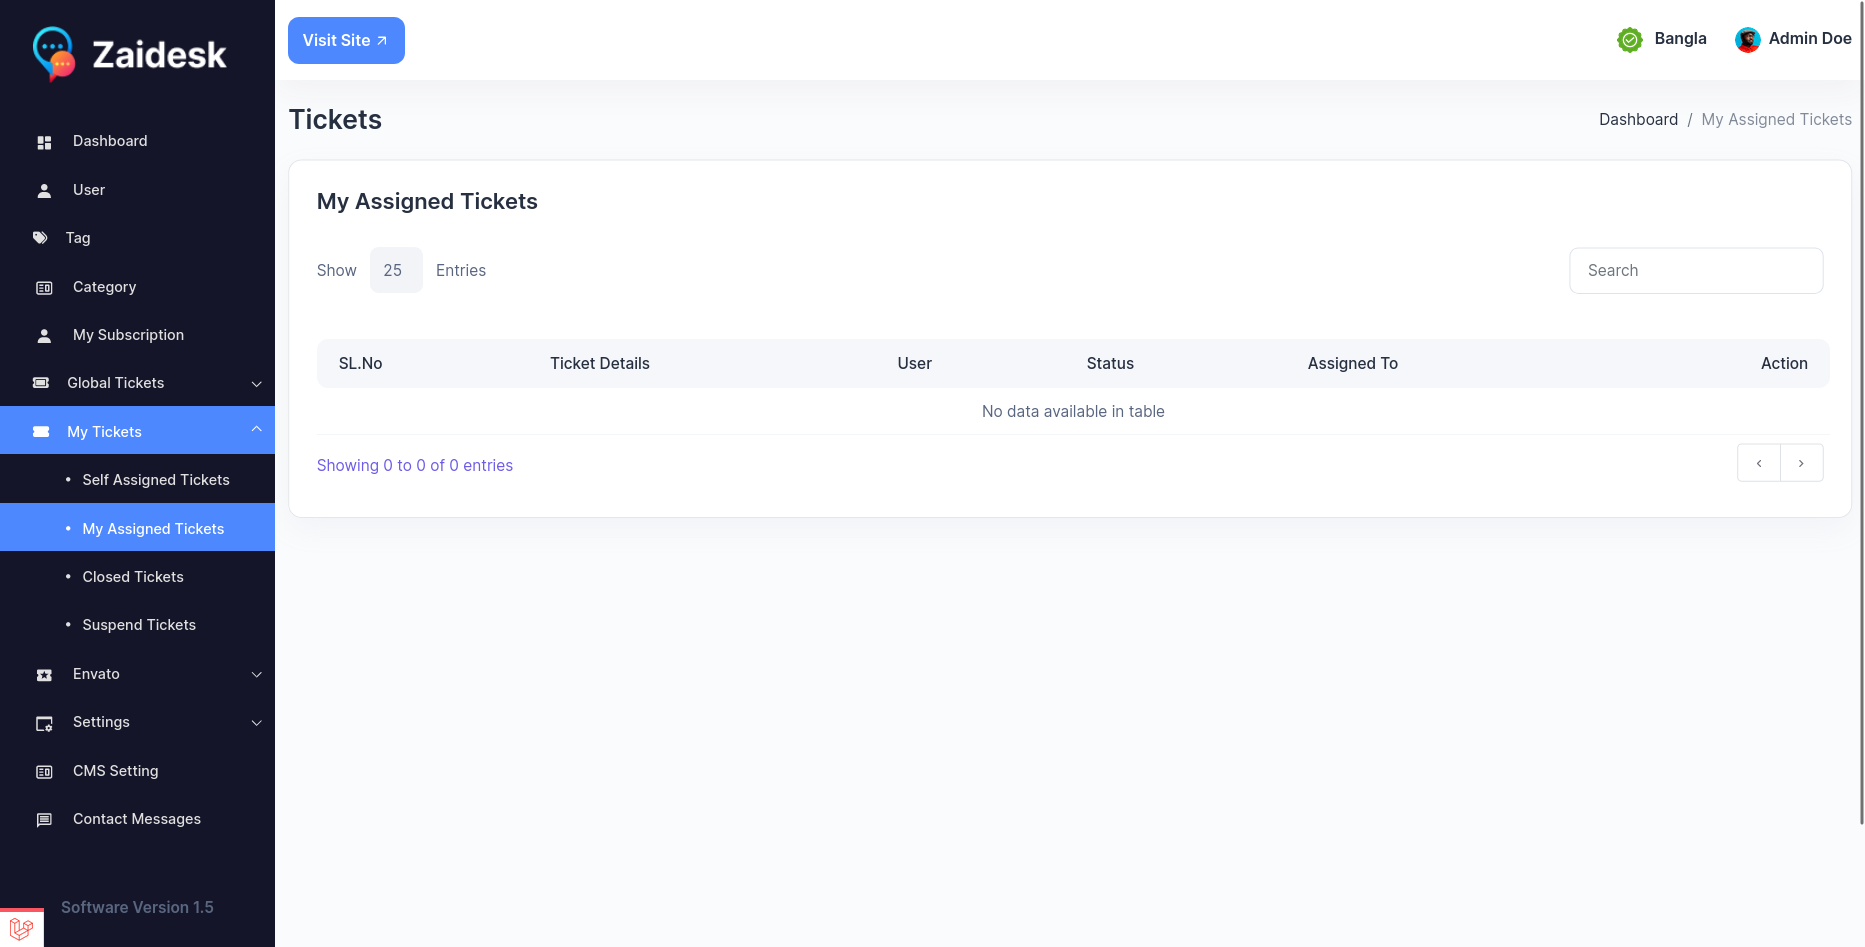 Zaidesk
Visit Site
Bangla
Admin Doe
Dashboard
User
Tag
Category
My Subscription
Global Tickets
My Tickets
• Self Assigned Tickets
• My Assigned Tickets
• Closed Tickets
• Suspend Tickets
Envato
Settings
CMS Setting
Contact Messages
Software Version 1.5
Tickets
Dashboard / My Assigned Tickets
My Assigned Tickets
Show 25 Entries
Search
SL.No Ticket Details User Status Assigned To Action
No data available in table
Showing 0 to 0 of 0 entries
‹ ›